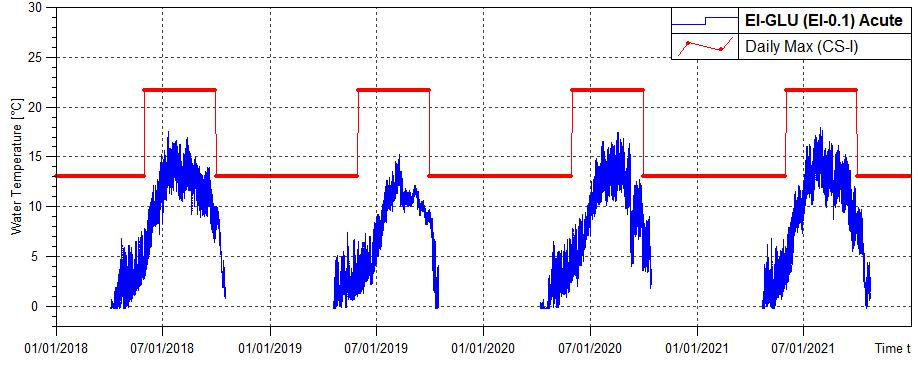 30
EI-GLU (EI-0.1) Acute
Daily Max (CS-I)
25
20
15
10
5
0
Water Temperature [°C]
01/01/2018 07/01/2018 01/01/2019 07/01/2019 01/01/2020 07/01/2020 01/01/2021 07/01/2021 Time t